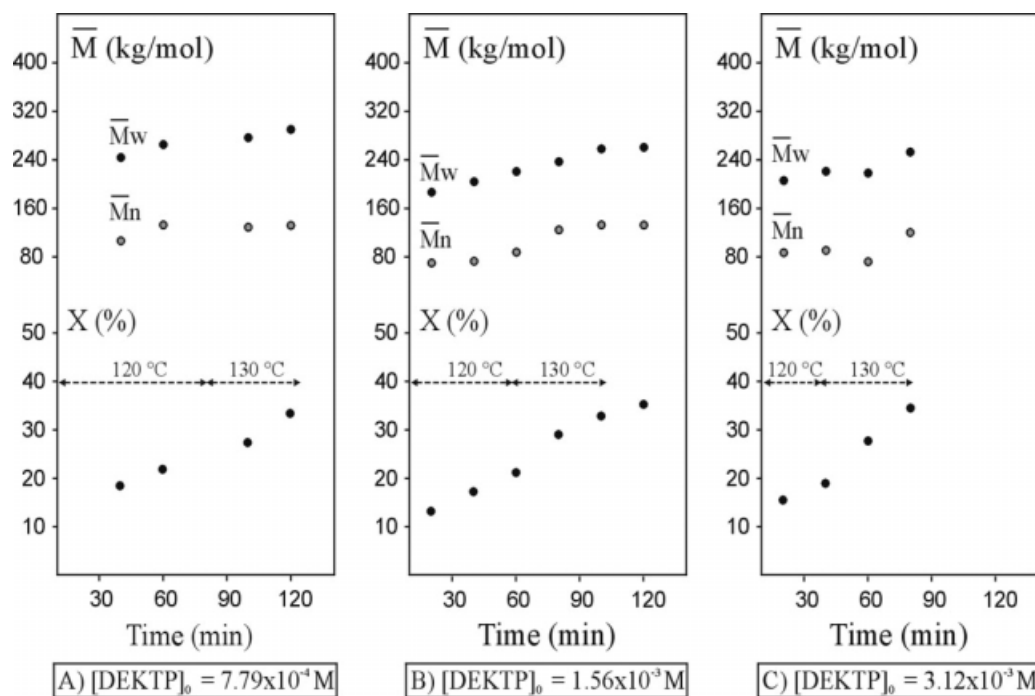 M̅ (kg/mol)
400
320
M̅w
240
160
M̅n
80
X (%)
50
120 °C
130 °C
40
30
20
10
30
60
90
120
Time (min)
A) [DEKTP]₀ = 7.79x10⁻⁴ M
M̅ (kg/mol)
400
320
240
M̅w
160
M̅n
80
X (%)
50
120 °C
130 °C
40
30
20
10
30
60
90
120
Time (min)
B) [DEKTP]₀ = 1.56x10⁻³ M
M̅ (kg/mol)
400
320
240
M̅w
160
M̅n
80
X (%)
50
120 °C
130 °C
40
30
20
10
30
60
90
120
Time (min)
C) [DEKTP]₀ = 3.12x10⁻³ M